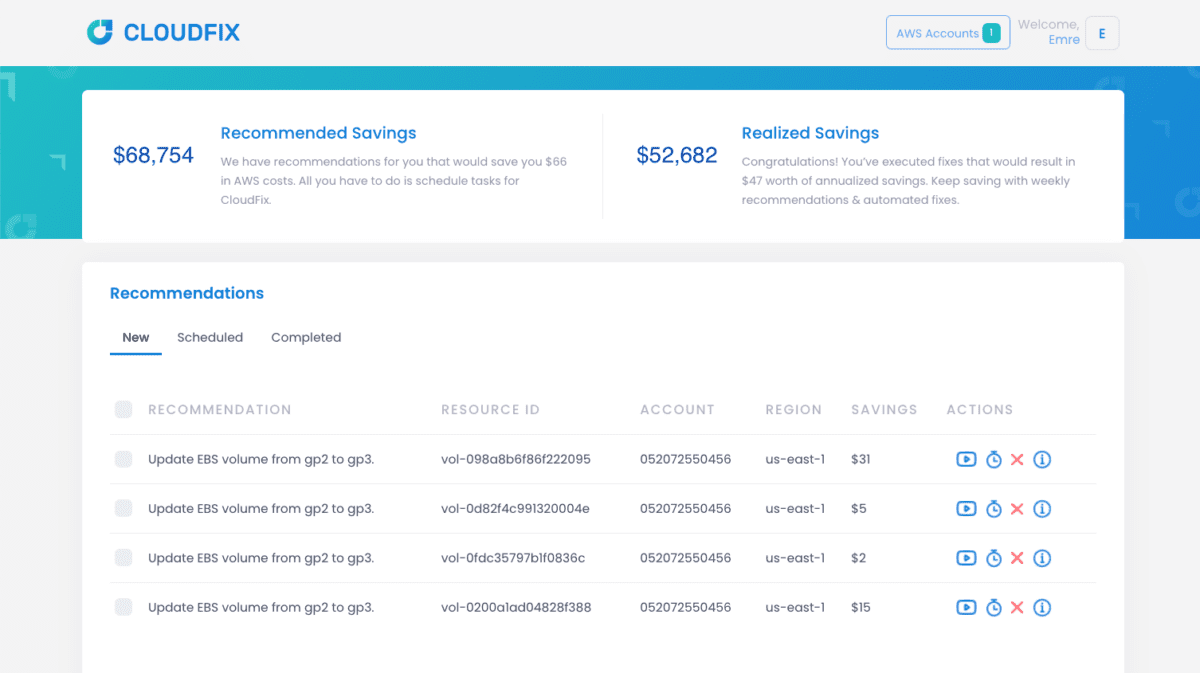 CLOUDFIX
AWS Accounts 1
Welcome,
Emre
E
$68,754
Recommended Savings
We have recommendations for you that would save you $66
in AWS costs. All you have to do is schedule tasks for
CloudFix.
$52,682
Realized Savings
Congratulations! You've executed fixes that would result in
$47 worth of annualized savings. Keep saving with weekly
recommendations & automated fixes.
Recommendations
New Scheduled Completed
RECOMMENDATION RESOURCE ID ACCOUNT REGION SAVINGS ACTIONS
Update EBS volume from gp2 to gp3. vol-098a8b6f86f222095 052072550456 us-east-1 $31
Update EBS volume from gp2 to gp3. vol-0d82f4c991320004e 052072550456 us-east-1 $5
Update EBS volume from gp2 to gp3. vol-0fdc35797b1f0836c 052072550456 us-east-1 $2
Update EBS volume from gp2 to gp3. vol-0200a1ad04828f388 052072550456 us-east-1 $15